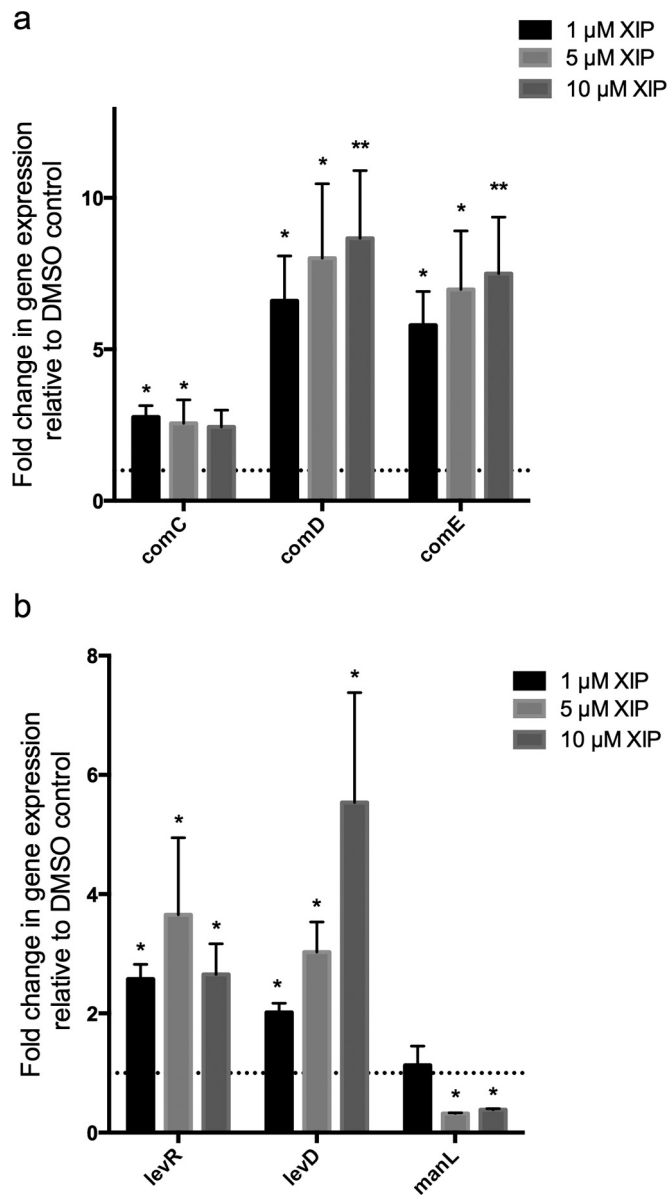 a
1 µM XIP
5 µM XIP
10 µM XIP
Fold change in gene expression
relative to DMSO control
10
5
0
* * 
* * **
* * **
comC
comD
comE
b
1 µM XIP
5 µM XIP
10 µM XIP
Fold change in gene expression
relative to DMSO control
8
6
4
2
0
* * *
* * *
* *
levR
levD
manL